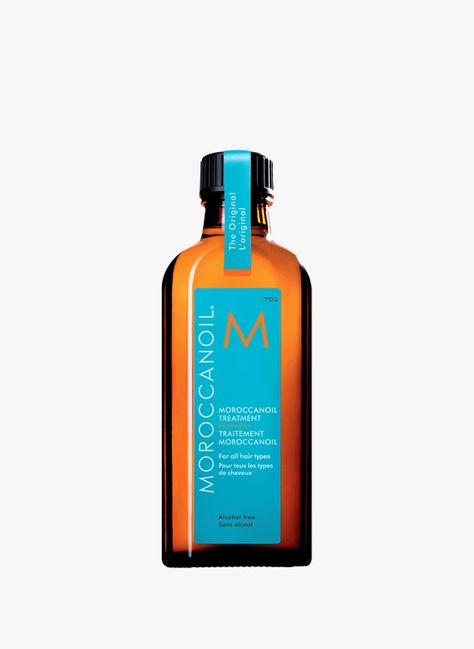 The Original
L'original
MOROCCANOIL®
M
MOROCCANOIL
TREATMENT
TRAITEMENT
MOROCCANOIL
For all hair types
Pour tous les types
de cheveux
Alcohol free
Sans alcool